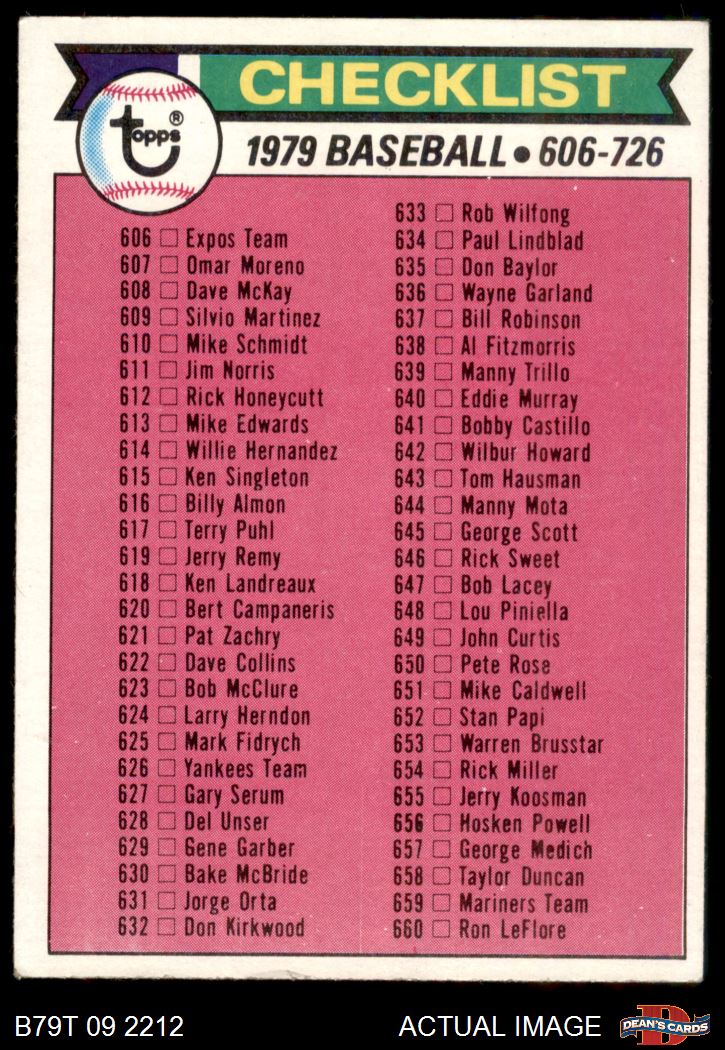 CHECKLIST
topps®
1979 BASEBALL • 606-726
606 Expos Team
607 Omar Moreno
608 Dave McKay
609 Silvio Martinez
610 Mike Schmidt
611 Jim Norris
612 Rick Honeycutt
613 Mike Edwards
614 Willie Hernandez
615 Ken Singleton
616 Billy Almon
617 Terry Puhl
619 Jerry Remy
618 Ken Landreaux
620 Bert Campaneris
621 Pat Zachry
622 Dave Collins
623 Bob McClure
624 Larry Herndon
625 Mark Fidrych
626 Yankees Team
627 Gary Serum
628 Del Unser
629 Gene Garber
630 Bake McBride
631 Jorge Orta
632 Don Kirkwood
633 Rob Wilfong
634 Paul Lindblad
635 Don Baylor
636 Wayne Garland
637 Bill Robinson
638 Al Fitzmorris
639 Manny Trillo
640 Eddie Murray
641 Bobby Castillo
642 Wilbur Howard
643 Tom Hausman
644 Manny Mota
645 George Scott
646 Rick Sweet
647 Bob Lacey
648 Lou Piniella
649 John Curtis
650 Pete Rose
651 Mike Caldwell
652 Stan Papi
653 Warren Brusstar
654 Rick Miller
655 Jerry Koosman
656 Hosken Powell
657 George Medich
658 Taylor Duncan
659 Mariners Team
660 Ron LeFlore
B79T 09 2212
ACTUAL IMAGE
DEAN'S CARDS